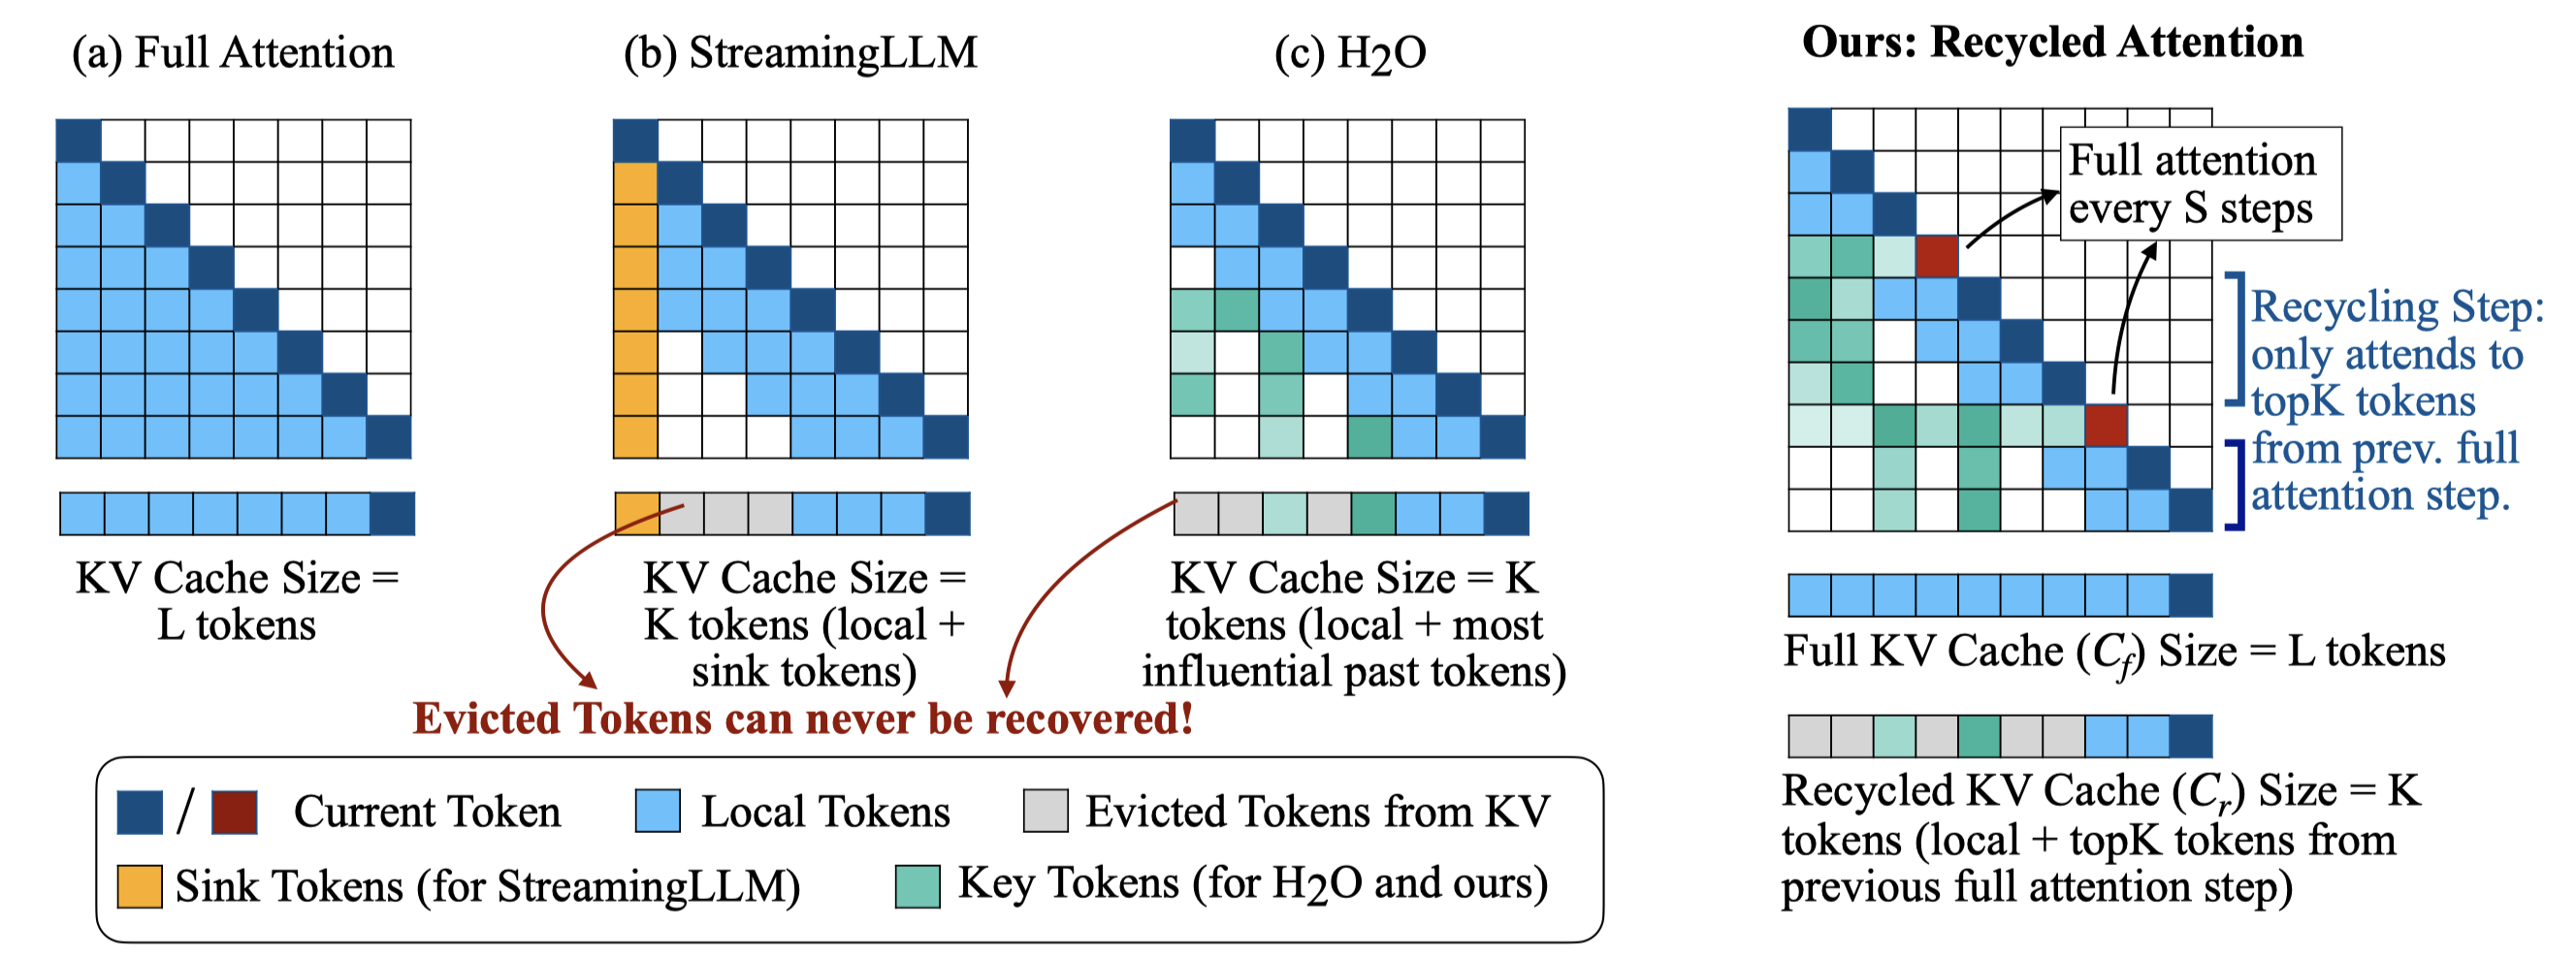 (a) Full Attention
KV Cache Size =
L tokens
(b) StreamingLLM
KV Cache Size =
K tokens (local +
sink tokens)
(c) H2O
KV Cache Size = K
tokens (local + most
influential past tokens)
Evicted Tokens can never be recovered!
/ Current Token
Local Tokens
Evicted Tokens from KV
Sink Tokens (for StreamingLLM)
Key Tokens (for H2O and ours)
Ours: Recycled Attention
Full attention
every S steps
Recycling Step:
only attends to
topK tokens
from prev. full
attention step.
Full KV Cache (Cf) Size = L tokens
Recycled KV Cache (Cr) Size = K
tokens (local + topK tokens from
previous full attention step)